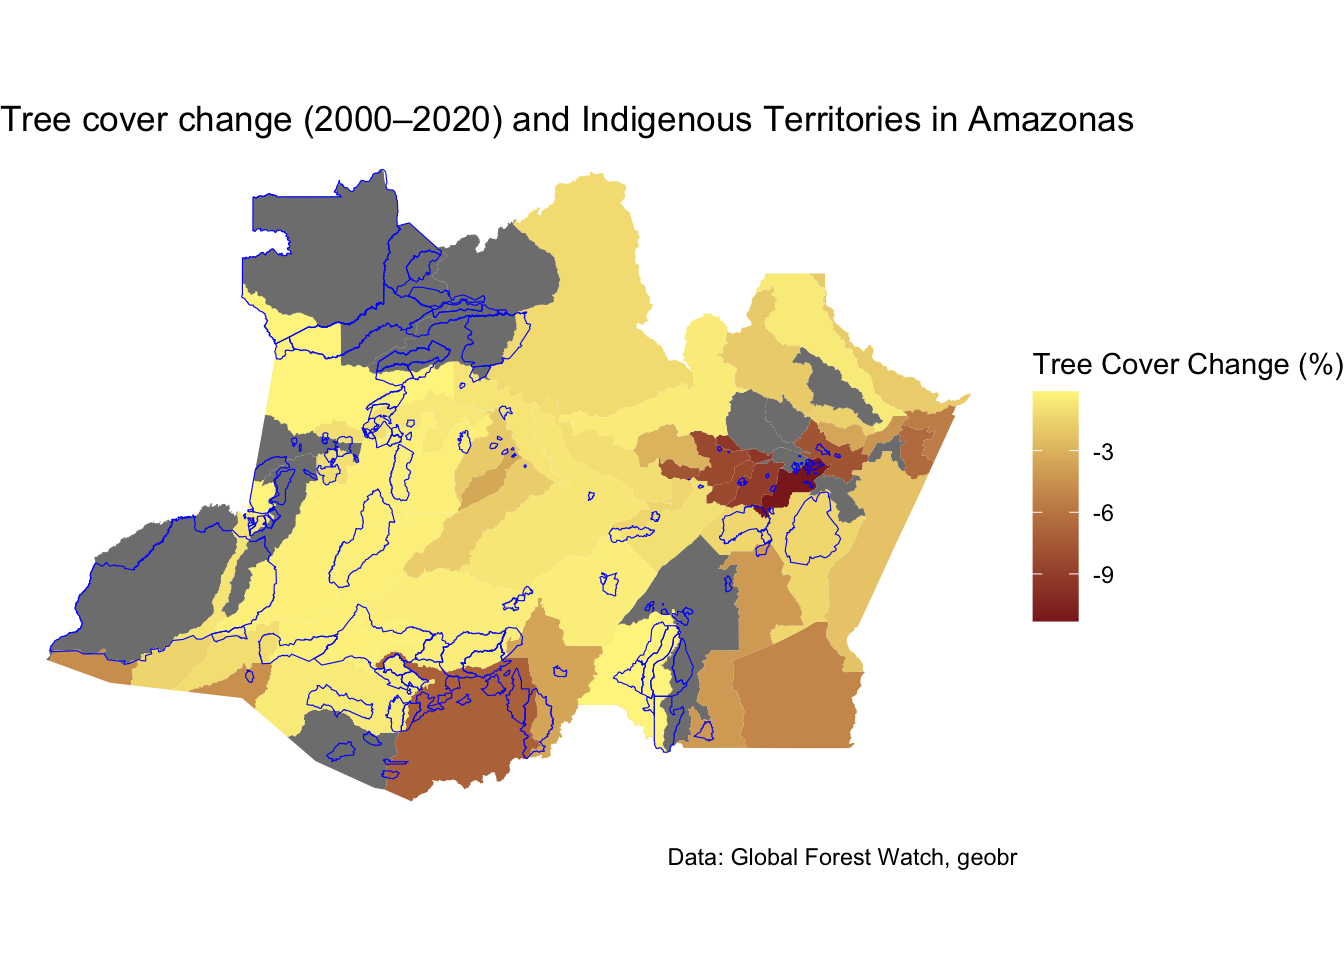 Tree cover change (2000–2020) and Indigenous Territories in Amazonas
Tree Cover Change (%)
-3
-6
-9
Data: Global Forest Watch, geobr